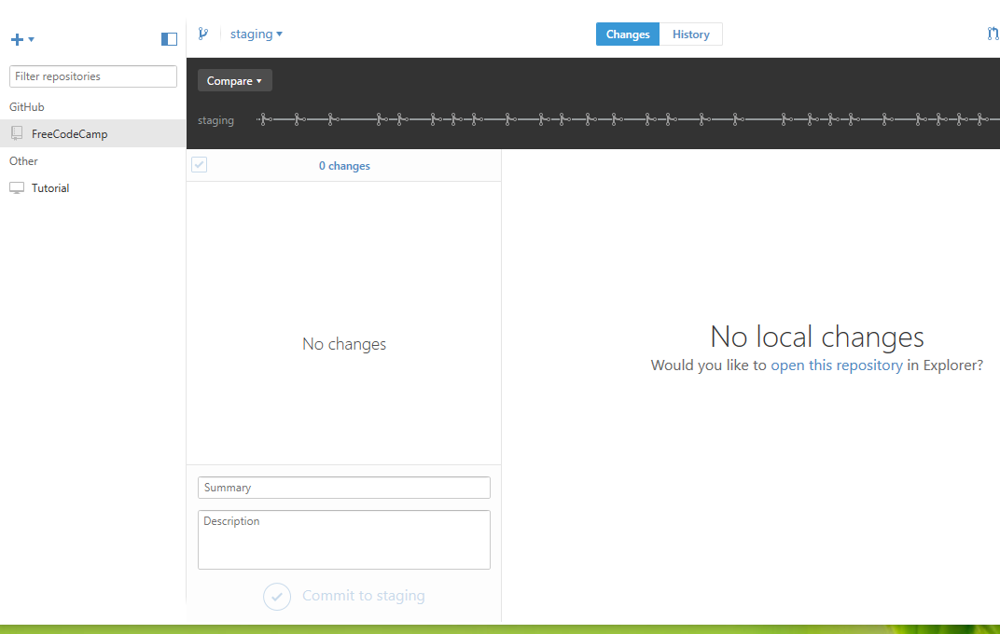 staging
Changes
History
Filter repositories
Compare
GitHub
staging
FreeCodeCamp
Other
0 changes
Tutorial
No changes
No local changes
Would you like to open this repository in Explorer?
Summary
Description
Commit to staging